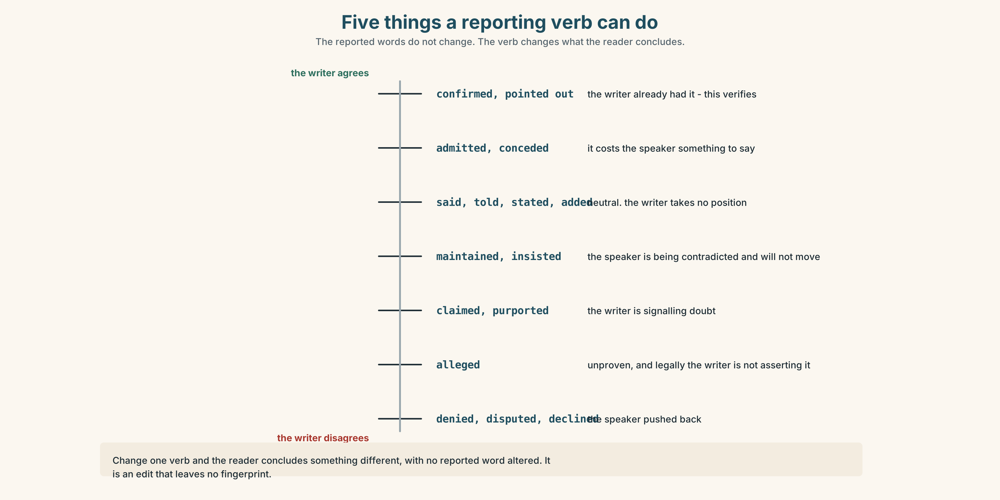 Five things a reporting verb can do
The reported words do not change. The verb changes what the reader concludes.
the writer agrees
confirmed, pointed out the writer already had it - this verifies
admitted, conceded it costs the speaker something to say
said, told, stated, added neutral. the writer takes no position
maintained, insisted the speaker is being contradicted and will not move
claimed, purported the writer is signalling doubt
alleged unproven, and legally the writer is not asserting it
denied, disputed, declined the speaker pushed back
the writer disagrees
Change one verb and the reader concludes something different, with no reported word altered. It
is an edit that leaves no fingerprint.